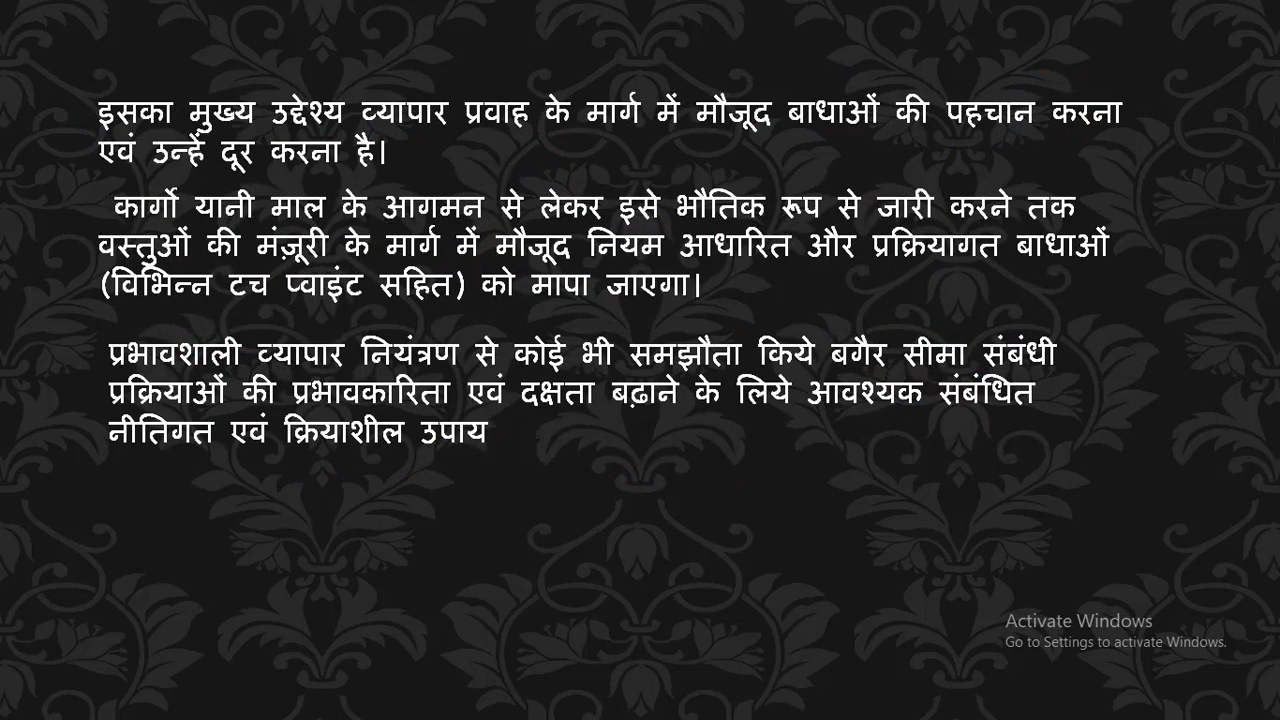 इसका मुख्य उद्देश्य व्यापार प्रवाह के मार्ग में मौजूद बाधाओं की पहचान करना
एवं उन्हें दूर करना है।
कार्गो यानी माल के आगमन से लेकर इसे भौतिक रूप से जारी करने तक
वस्तुओं की मंज़ूरी के मार्ग में मौजूद नियम आधारित और प्रक्रियागत बाधाओं
(विभिन्न टच प्वाइंट सहित) को मापा जाएगा।
प्रभावशाली व्यापार नियंत्रण से कोई भी समझौता किये बगैर सीमा संबंधी
प्रक्रियाओं की प्रभावकारिता एवं दक्षता बढ़ाने के लिये आवश्यक संबंधित
नीतिगत एवं क्रियाशील उपाय
Activate Windows
Go to Settings to activate Windows.